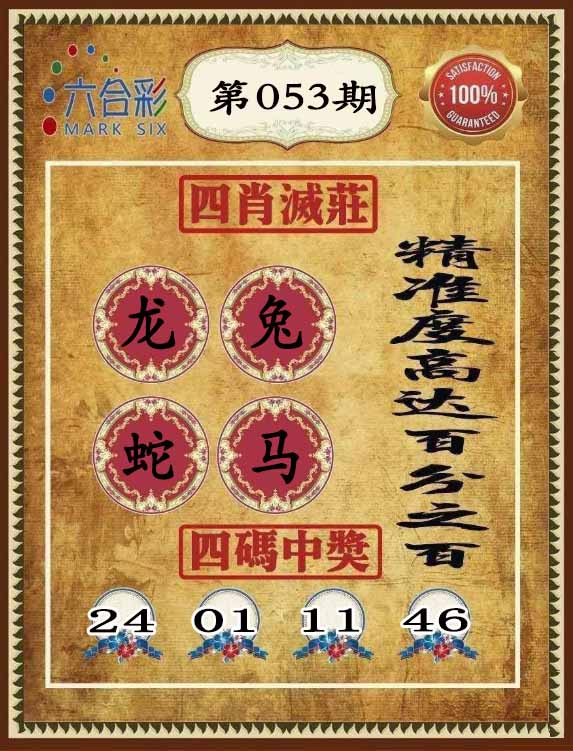 六合彩
MARK SIX
第053期
SATISFACTION
100%
GUARANTEED
四肖滅莊
龙
兔
蛇
马
精准度高达百分之百
四碼中獎
24 01 11 46